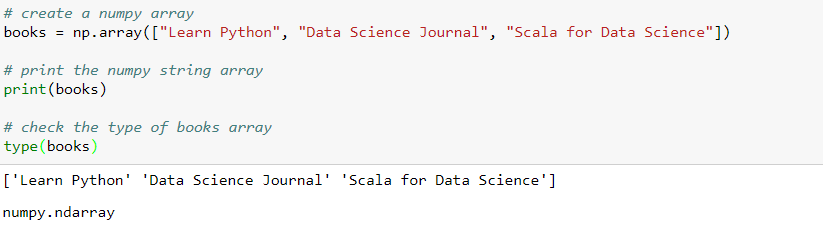 # create a numpy array
books = np.array(["Learn Python", "Data Science Journal", "Scala for Data Science"])
# print the numpy string array
print(books)
# check the type of books array
type(books)
['Learn Python' 'Data Science Journal' 'Scala for Data Science']
numpy.ndarray